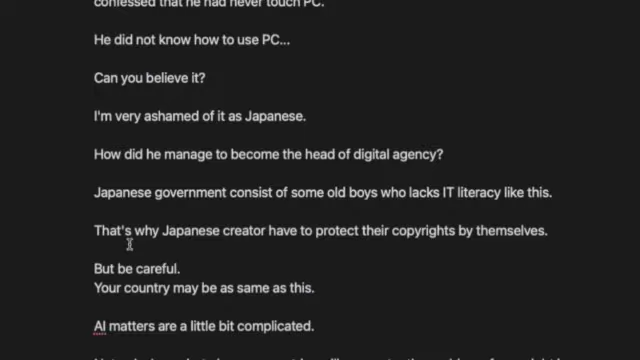 confessed that he had never touch PC.
He did not know how to use PC...
Can you believe it?
I'm very ashamed of it as Japanese.
How did he manage to become the head of digital agency?
Japanese government consist of some old boys who lacks IT literacy like this.
That's why Japanese creator have to protect their copyrights by themselves.
But be careful.
Your country may be as same as this.
AI matters are a little bit complicated.